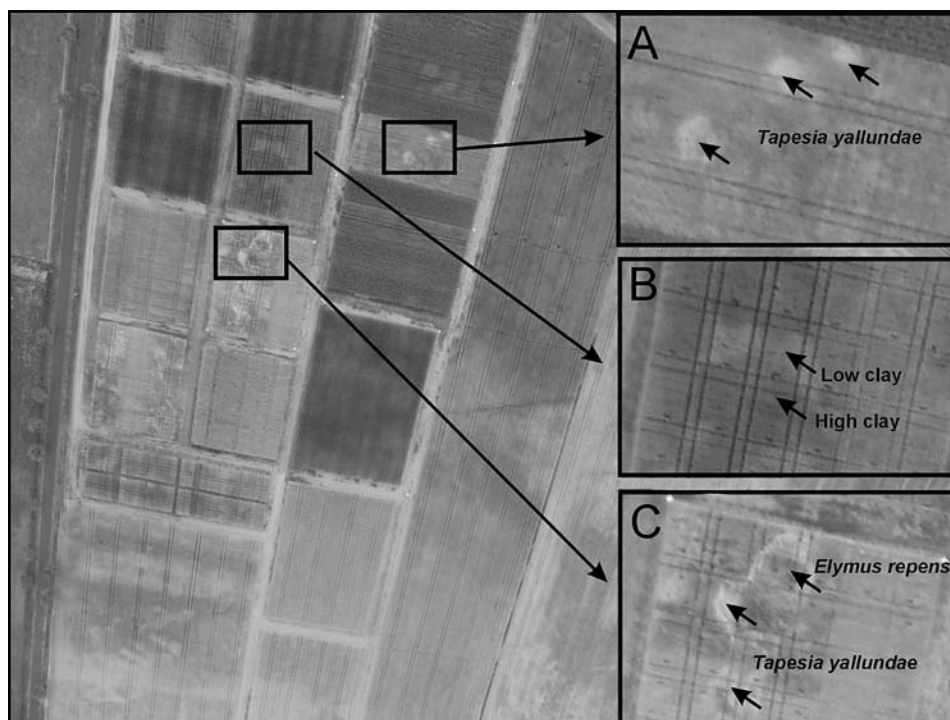 A
Tapesia yallundae
B
Low clay
High clay
C
Elymus repens
Tapesia yallundae